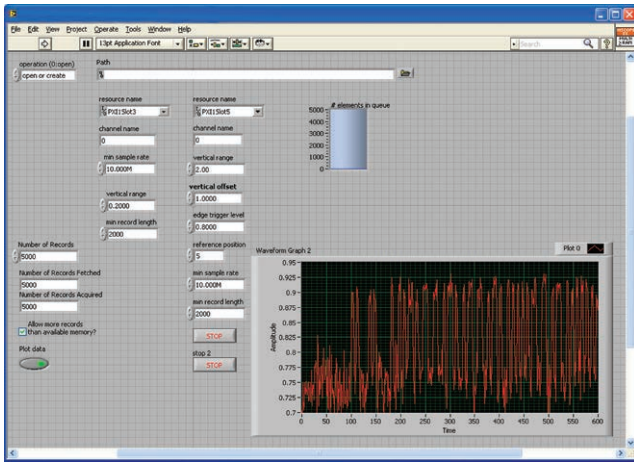 File Edit View Project Operate Tools Window Help
13pt Application Font
Search
operation (0:open)
open or create
Path
resource name
PXI1Slot3
channel name
0
min sample rate
10.000M
vertical range
0.2000
min record length
2000
resource name
PXI1Slot5
channel name
0
vertical range
2.00
vertical offset
1.0000
edge trigger level
0.8000
reference position
5
min sample rate
10.000M
min record length
2000
STOP
stop 2
STOP
# elements in queue
5000
4000
3000
2000
1000
0
Number of Records
5000
Number of Records Fetched
5000
Number of Records Acquired
5000
Allow more records
than available memory?
Plot data
Waveform Graph 2
Plot 0
Amplitude
0.95
0.925
0.9
0.875
0.85
0.825
0.8
0.775
0.75
0.725
0.7
0 50 100 150 200 250 300 350 400 450 500 550 600
Time